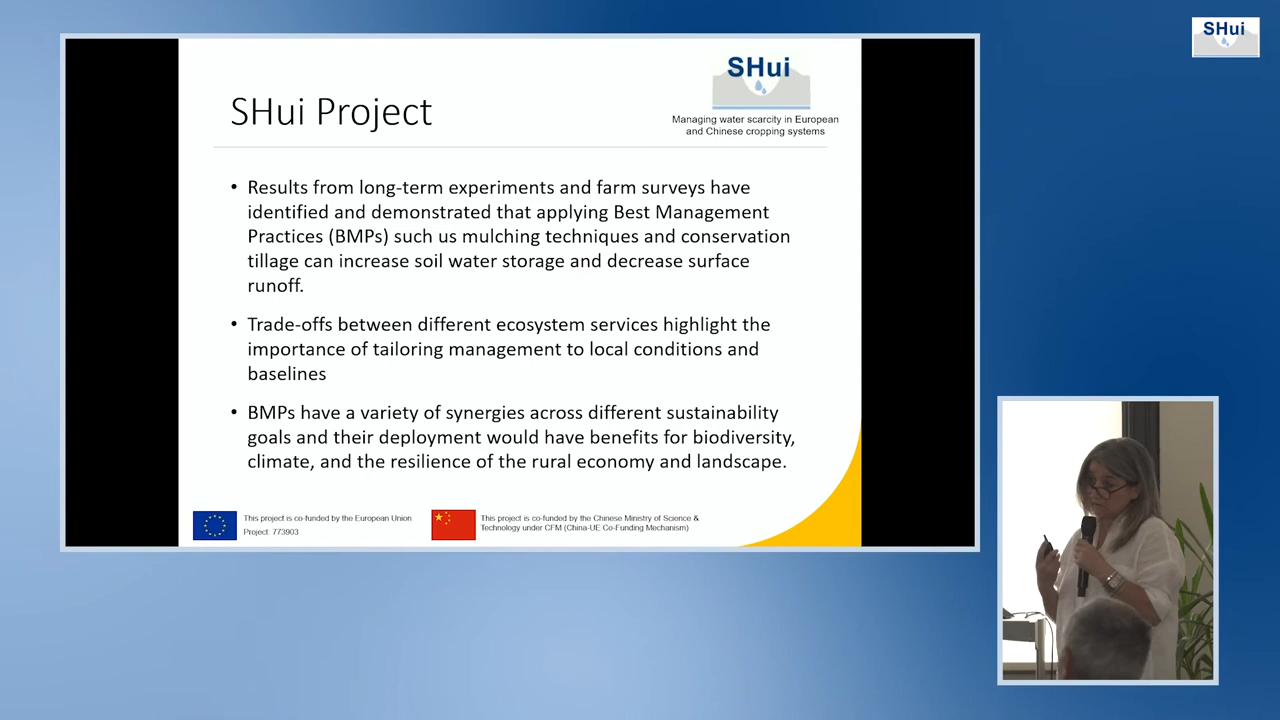 SHui
SHui
Managing water scarcity in European
and Chinese cropping systems
SHui Project
• Results from long-term experiments and farm surveys have
identified and demonstrated that applying Best Management
Practices (BMPs) such us mulching techniques and conservation
tillage can increase soil water storage and decrease surface
runoff.
• Trade-offs between different ecosystem services highlight the
importance of tailoring management to local conditions and
baselines
• BMPs have a variety of synergies across different sustainability
goals and their deployment would have benefits for biodiversity,
climate, and the resilience of the rural economy and landscape.
This project is co-funded by the European Union
Project: 773903
This project is co-funded by the Chinese Ministry of Science &
Technology under CFM (China-UE Co-Funding Mechanism)